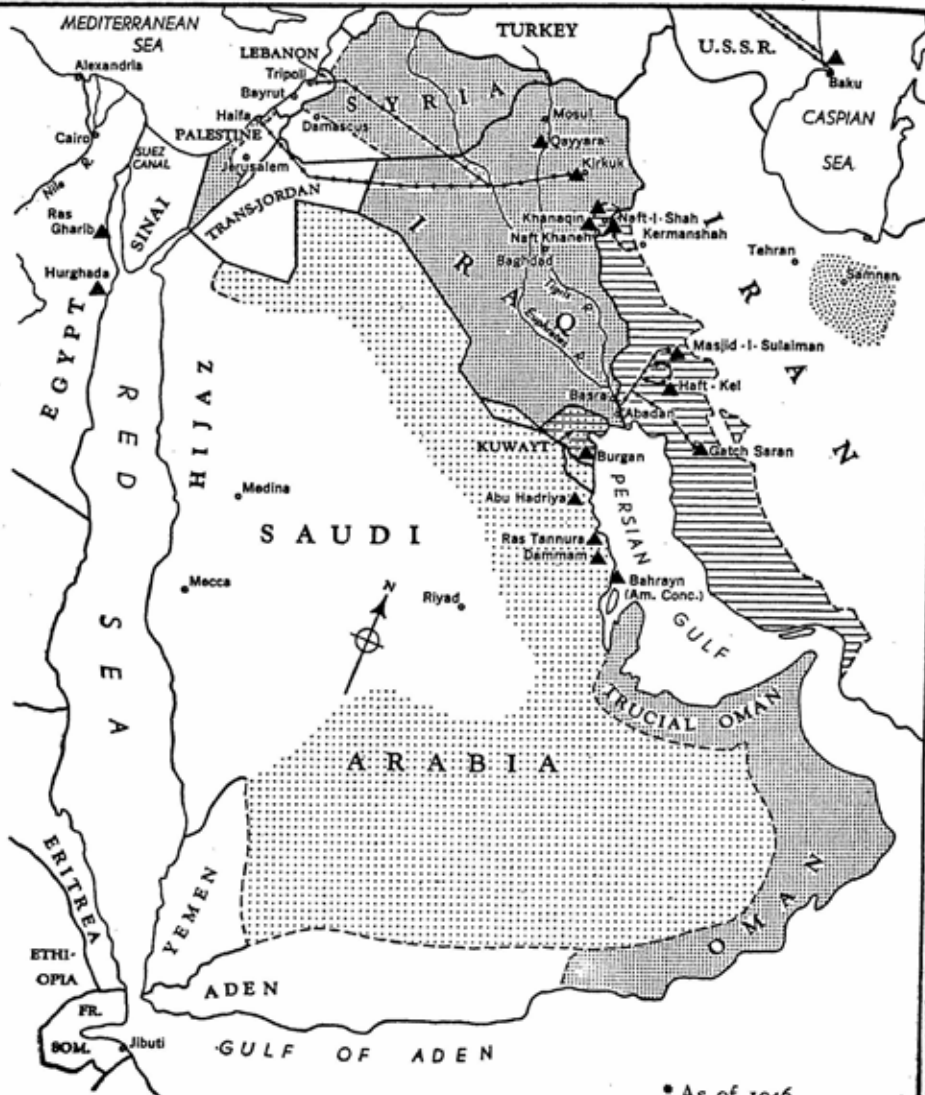 MEDITERRANEAN
SEA
TURKEY
U.S.S.R.
Baku
CASPIAN
SEA
Alexandria
LEBANON
Tripoli
Bayrut
SYRIA
Haifa
Damascus
Mosul
Qayyara
Kirkuk
Cairo
PALESTINE
SUEZ
CANAL
Jerusalem
Nile R.
SINAI
TRANS-JORDAN
Ras
Gharib
Hurghada
Khanaqin
Naft-I-Shah
Naft Khaneh
Kermanshah
Baghdad
Tehran
Samnan
IRAQ
Tigris R.
Euphrates R.
IRAN
EGYPT
RED SEA
HIJAZ
Masjid-I-Sulaiman
Haft-Kel
Basra
Abadan
KUWAYT
Burgan
Gatch Saran
Medina
Abu Hadriya
PERSIAN GULF
SAUDI
Ras Tannura
Dammam
Mecca
N
Riyad
Bahrayn
(Am. Conc.)
TRUCIAL OMAN
ARABIA
OMAN
ERITREA
YEMEN
ETHI-
OPIA
ADEN
FR.
SOM.
Jibuti
GULF OF ADEN
• As of 1946